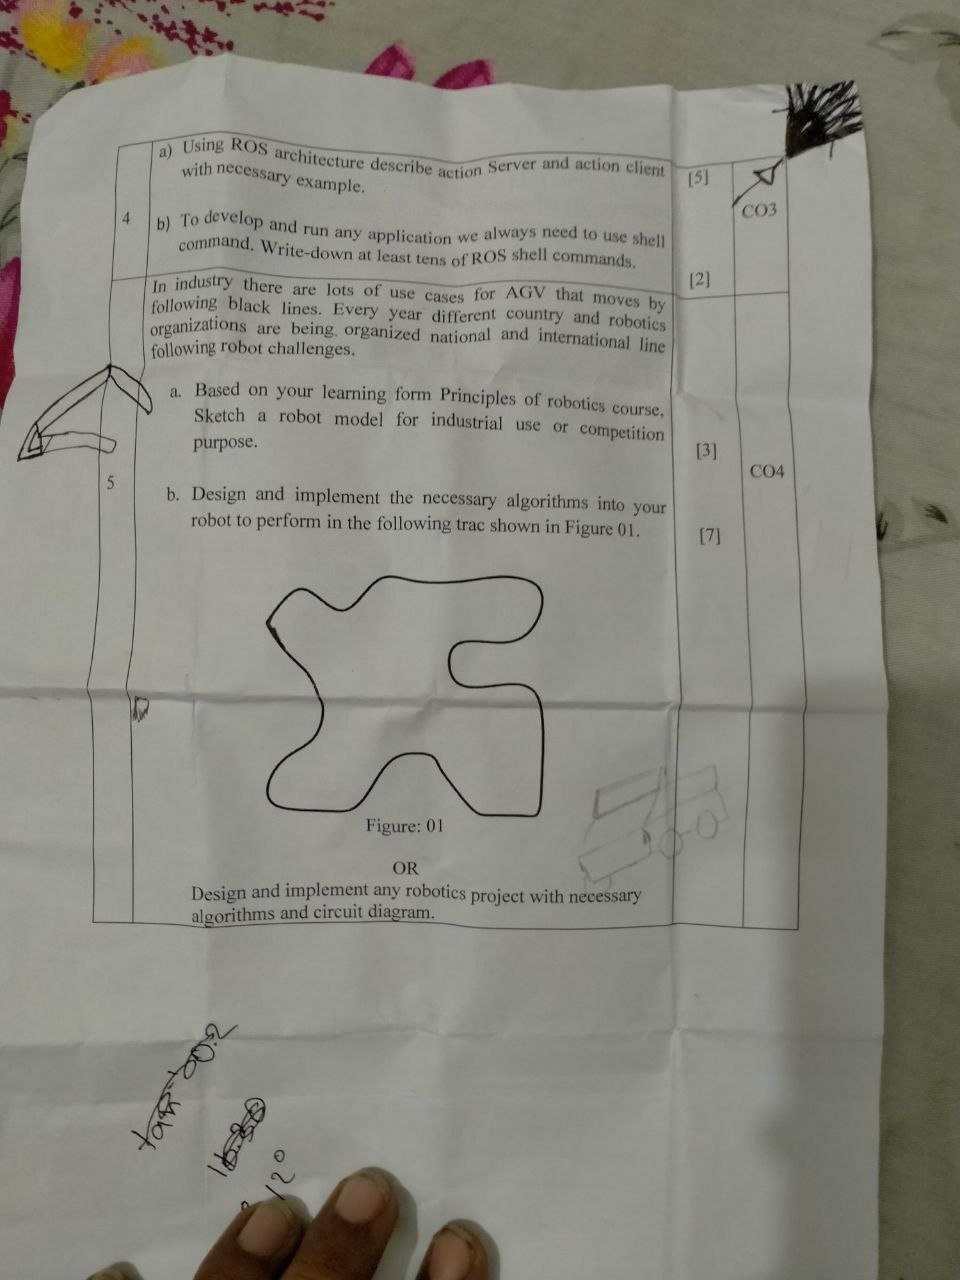 a) Using ROS architecture describe action Server and action client
with necessary example.
[5]
CO3
4
b) To develop and run any application we always need to use shell
command. Write-down at least tens of ROS shell commands.
[2]
In industry there are lots of use cases for AGV that moves by
following black lines. Every year different country and robotics
organizations are being. organized national and international line
following robot challenges.
a. Based on your learning form Principles of robotics course,
Sketch a robot model for industrial use or competition
purpose.
[3]
CO4
5
b. Design and implement the necessary algorithms into your
robot to perform in the following trac shown in Figure 01.
[7]
Figure: 01
OR
Design and implement any robotics project with necessary
algorithms and circuit diagram.
12°